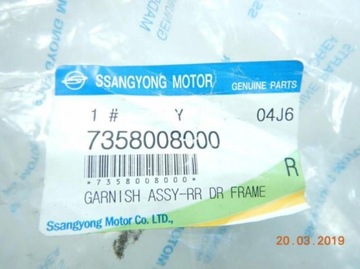 SSANGYONG MOTOR
GENUINE PARTS
1 # Y 04J6
7358008000
*7358008000*
R
GARNISH ASSY-RR DR FRAME
Ssangyong Motor Co. LTD.,
20.03.2019